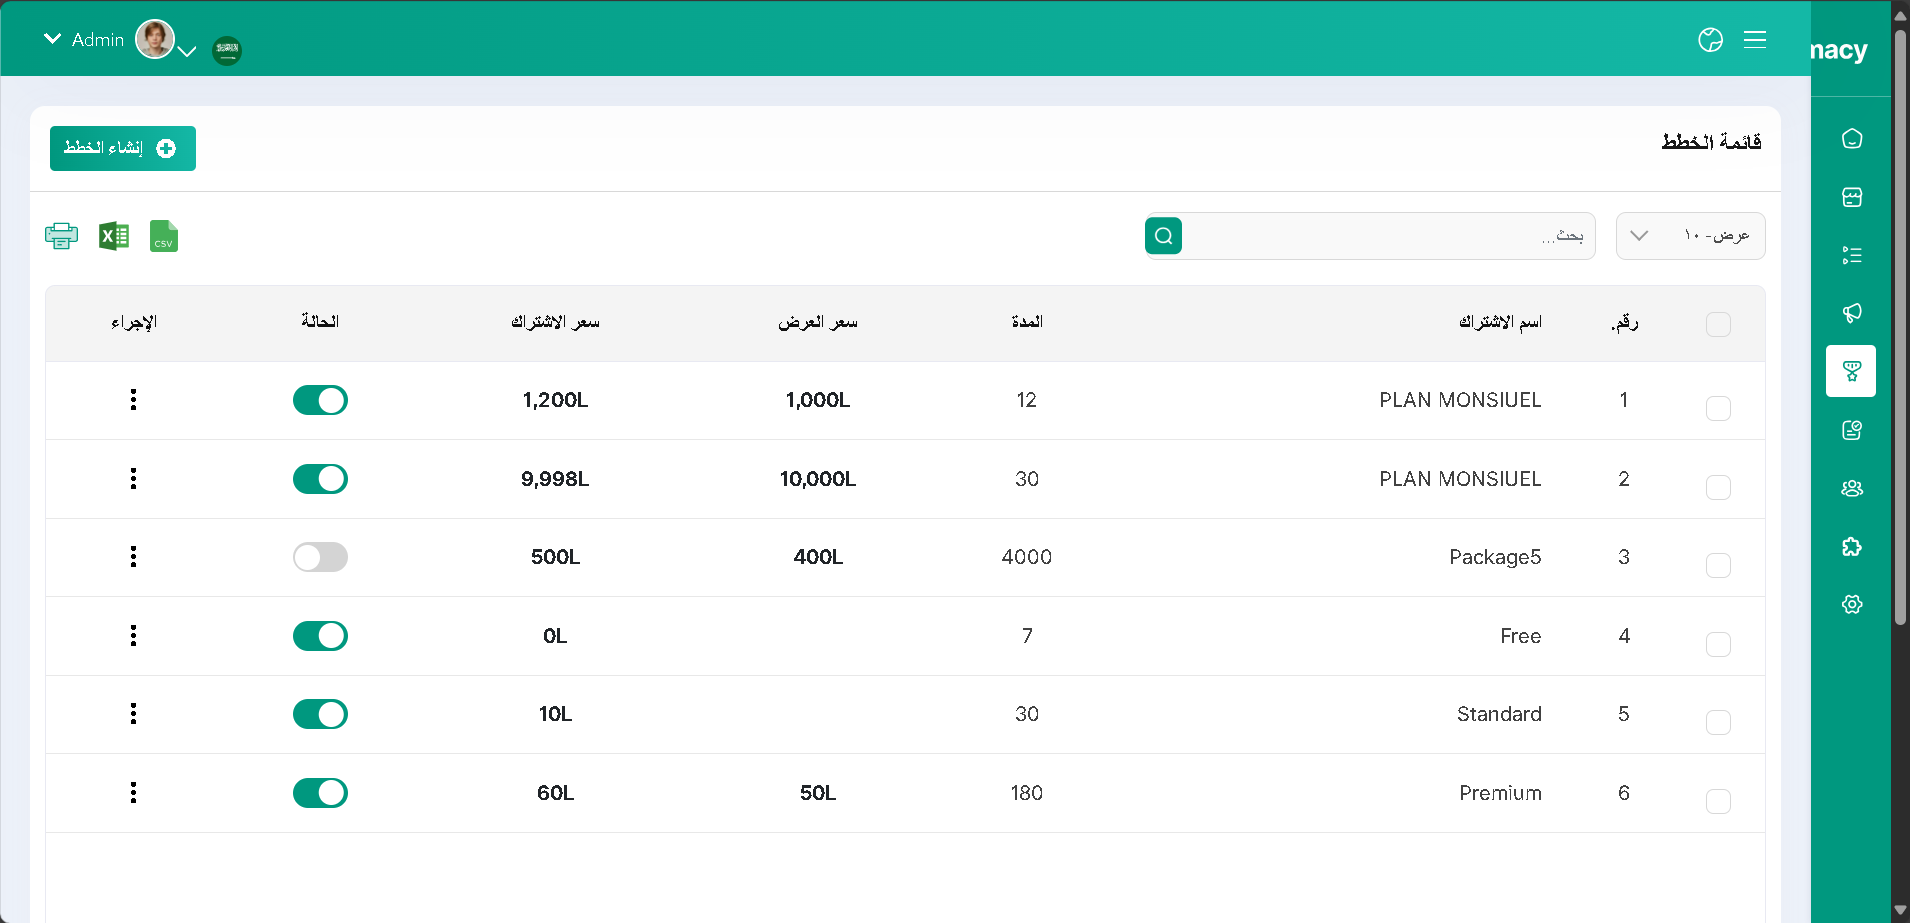 macy
Admin
قائمة الخطط
إنشاء الخطط
عرض- ١٠
بحث...
CSV
رقم. اسم الاشتراك المدة سعر العرض سعر الاشتراك الحالة الإجراء
1 PLAN MONSIUEL 12 1,000L 1,200L
2 PLAN MONSIUEL 30 10,000L 9,998L
3 Package5 4000 400L 500L
4 Free 7 0L
5 Standard 30 10L
6 Premium 180 50L 60L